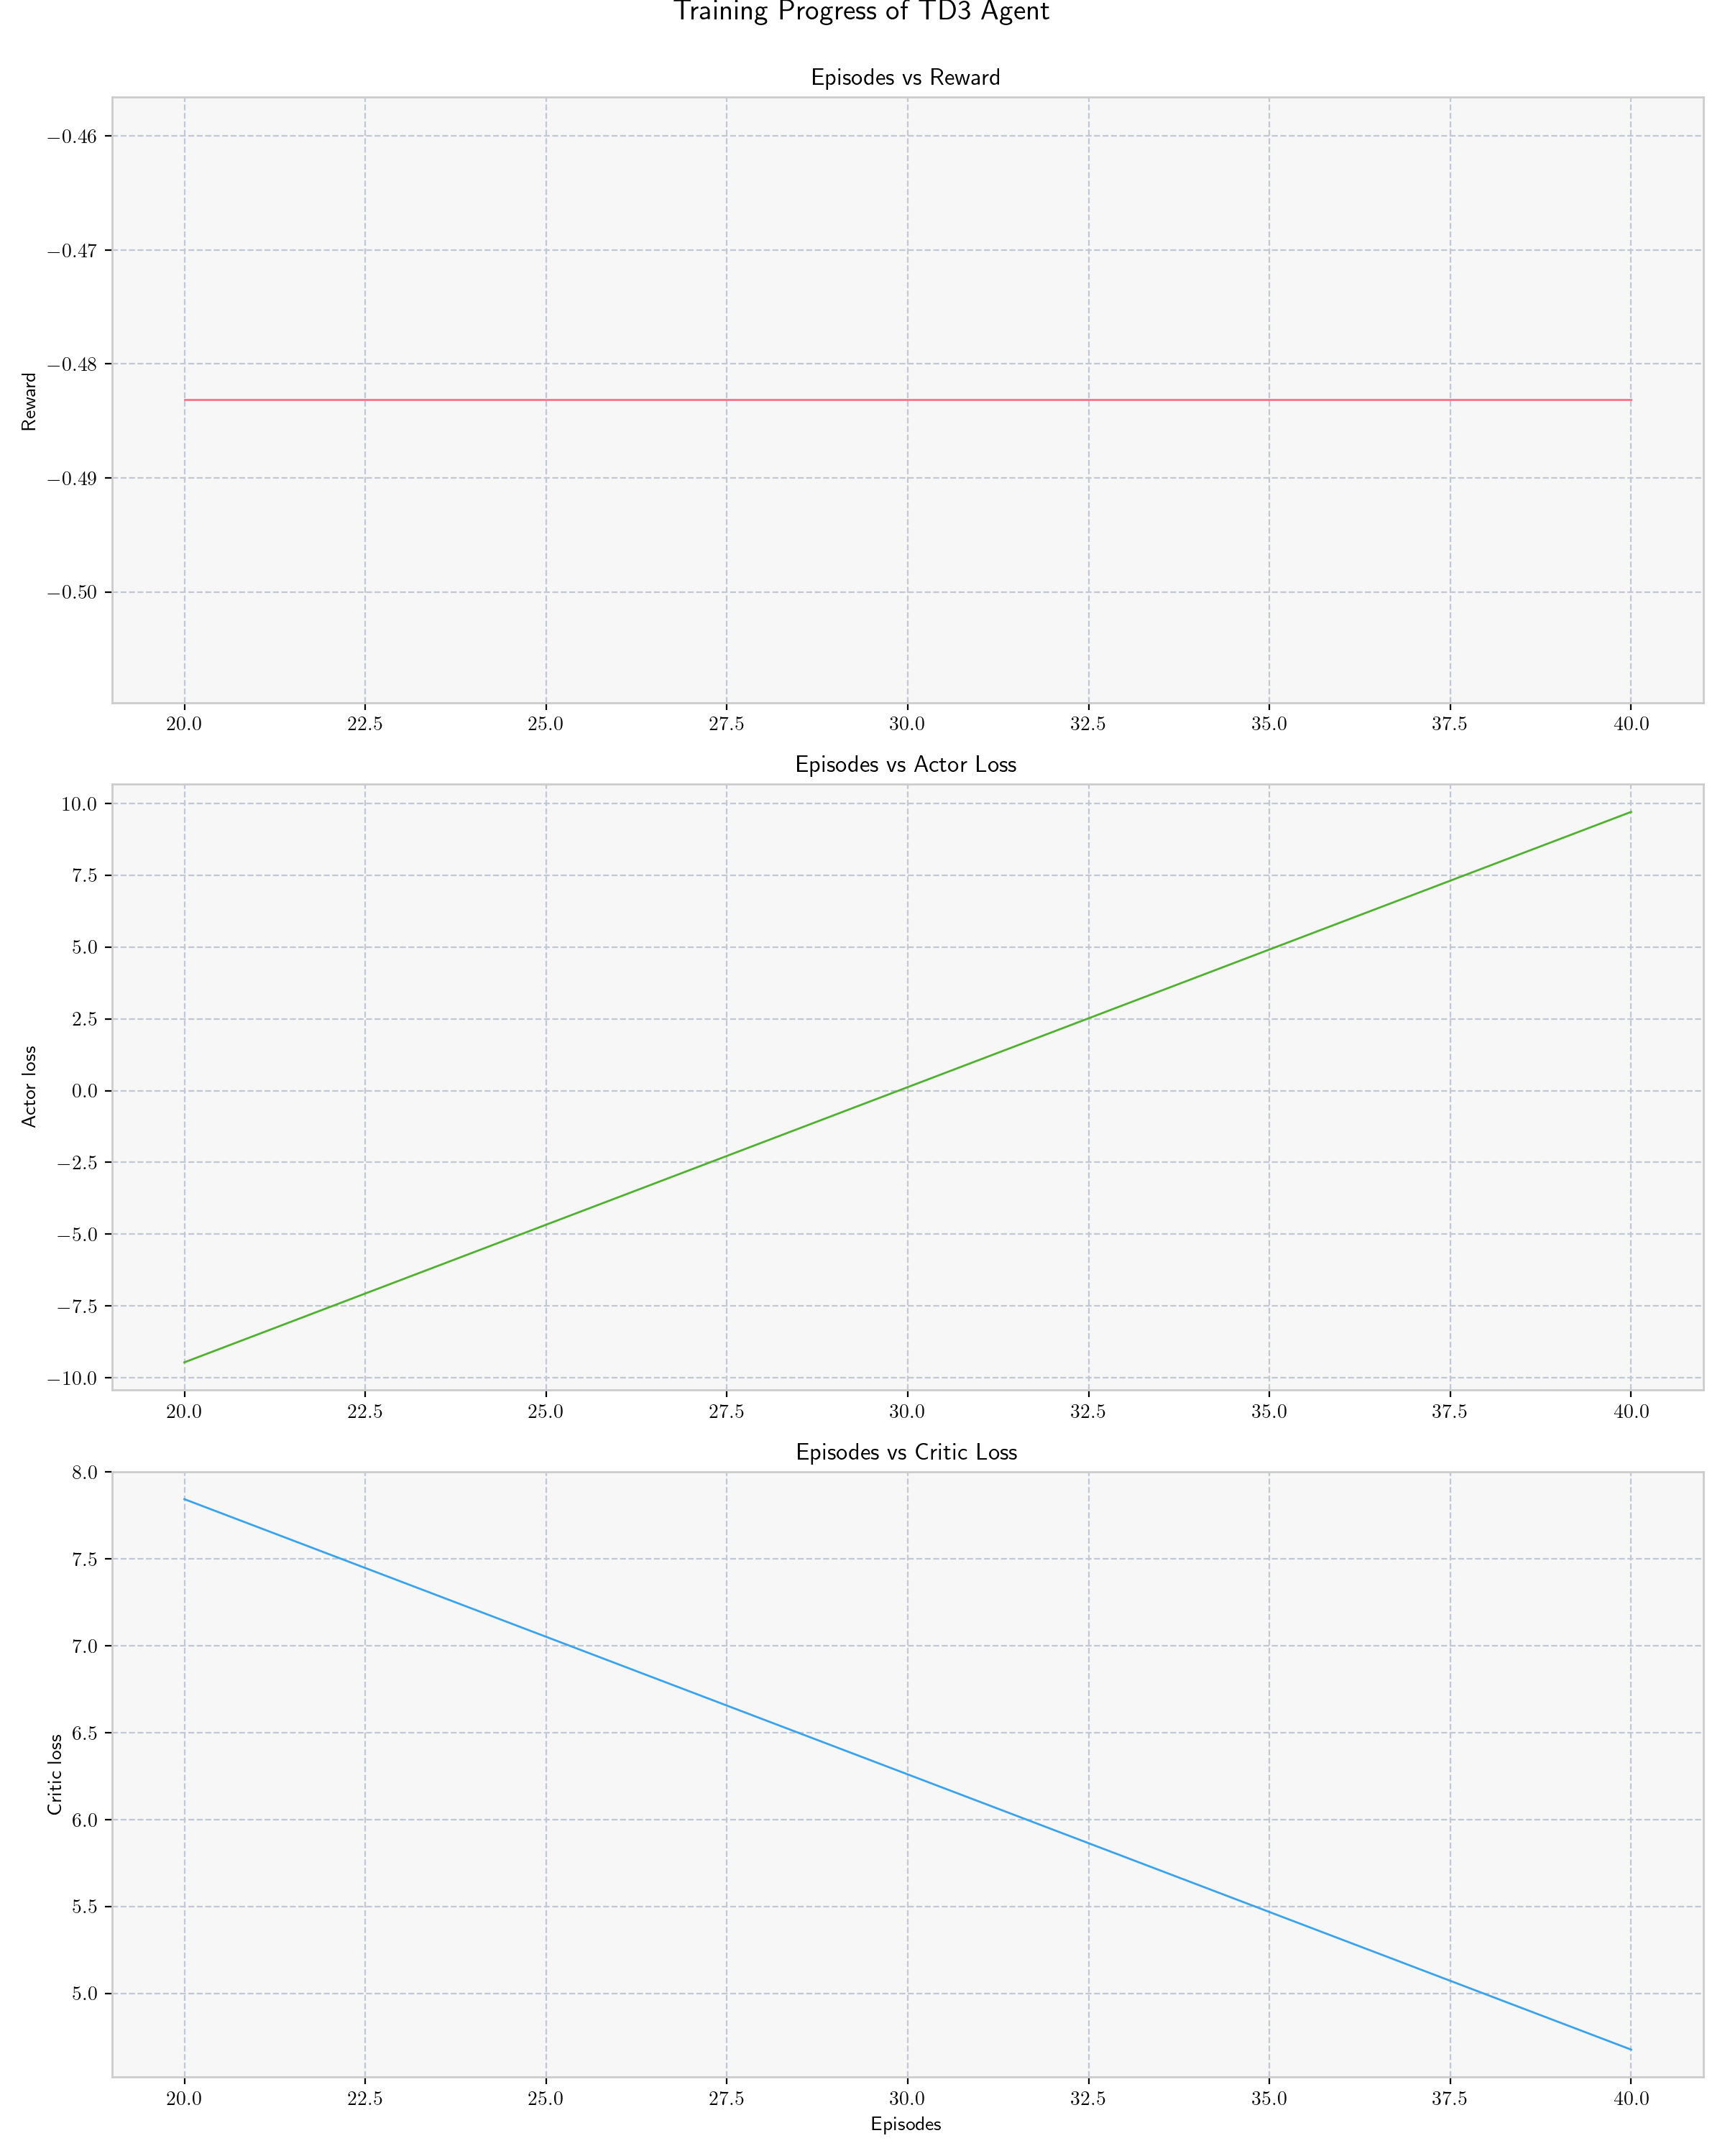 Training Progress of TD3 Agent
Episodes vs Reward
−0.46
−0.47
−0.48
−0.49
−0.50
Reward
20.0 22.5 25.0 27.5 30.0 32.5 35.0 37.5 40.0
Episodes vs Actor Loss
10.0
7.5
5.0
2.5
0.0
−2.5
−5.0
−7.5
−10.0
Actor loss
20.0 22.5 25.0 27.5 30.0 32.5 35.0 37.5 40.0
Episodes vs Critic Loss
8.0
7.5
7.0
6.5
6.0
5.5
5.0
Critic loss
20.0 22.5 25.0 27.5 30.0 32.5 35.0 37.5 40.0
Episodes